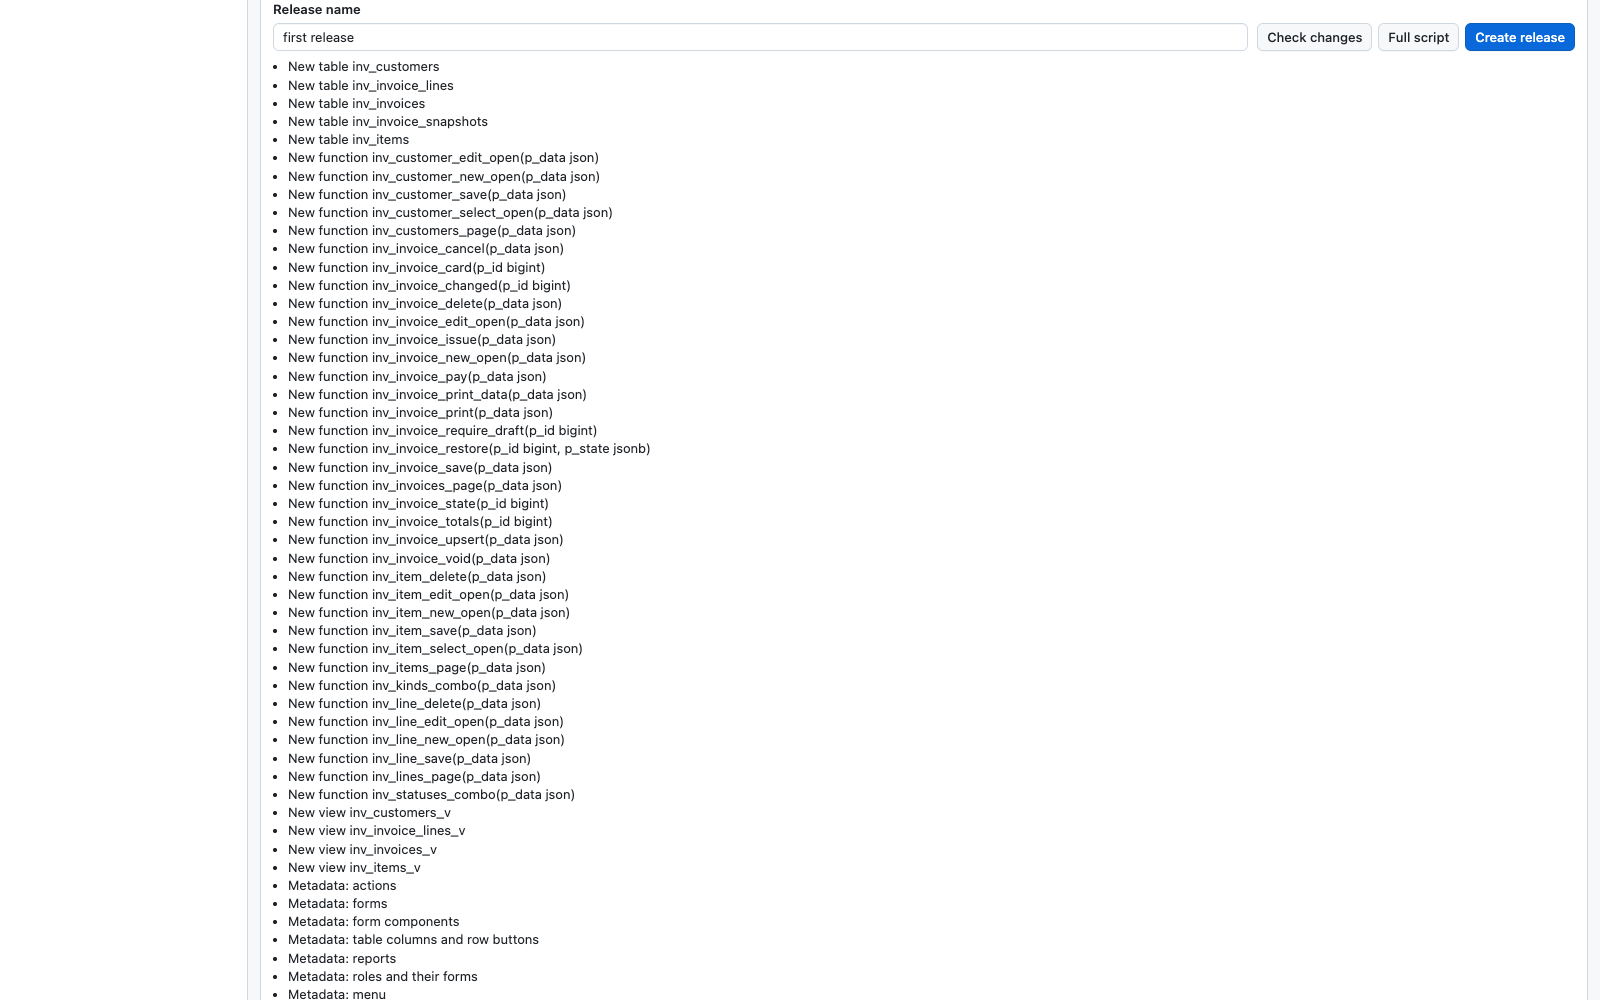 Release name
first release
Check changes
Full script
Create release
New table inv_customers
New table inv_invoice_lines
New table inv_invoices
New table inv_invoice_snapshots
New table inv_items
New function inv_customer_edit_open(p_data json)
New function inv_customer_new_open(p_data json)
New function inv_customer_save(p_data json)
New function inv_customer_select_open(p_data json)
New function inv_customers_page(p_data json)
New function inv_invoice_cancel(p_data json)
New function inv_invoice_card(p_id bigint)
New function inv_invoice_changed(p_id bigint)
New function inv_invoice_delete(p_data json)
New function inv_invoice_edit_open(p_data json)
New function inv_invoice_issue(p_data json)
New function inv_invoice_new_open(p_data json)
New function inv_invoice_pay(p_data json)
New function inv_invoice_print_data(p_data json)
New function inv_invoice_print(p_data json)
New function inv_invoice_require_draft(p_id bigint)
New function inv_invoice_restore(p_id bigint, p_state jsonb)
New function inv_invoice_save(p_data json)
New function inv_invoices_page(p_data json)
New function inv_invoice_state(p_id bigint)
New function inv_invoice_totals(p_id bigint)
New function inv_invoice_upsert(p_data json)
New function inv_invoice_void(p_data json)
New function inv_item_delete(p_data json)
New function inv_item_edit_open(p_data json)
New function inv_item_new_open(p_data json)
New function inv_item_save(p_data json)
New function inv_item_select_open(p_data json)
New function inv_items_page(p_data json)
New function inv_kinds_combo(p_data json)
New function inv_line_delete(p_data json)
New function inv_line_edit_open(p_data json)
New function inv_line_new_open(p_data json)
New function inv_line_save(p_data json)
New function inv_lines_page(p_data json)
New function inv_statuses_combo(p_data json)
New view inv_customers_v
New view inv_invoice_lines_v
New view inv_invoices_v
New view inv_items_v
Metadata: actions
Metadata: forms
Metadata: form components
Metadata: table columns and row buttons
Metadata: reports
Metadata: roles and their forms
Metadata: menu